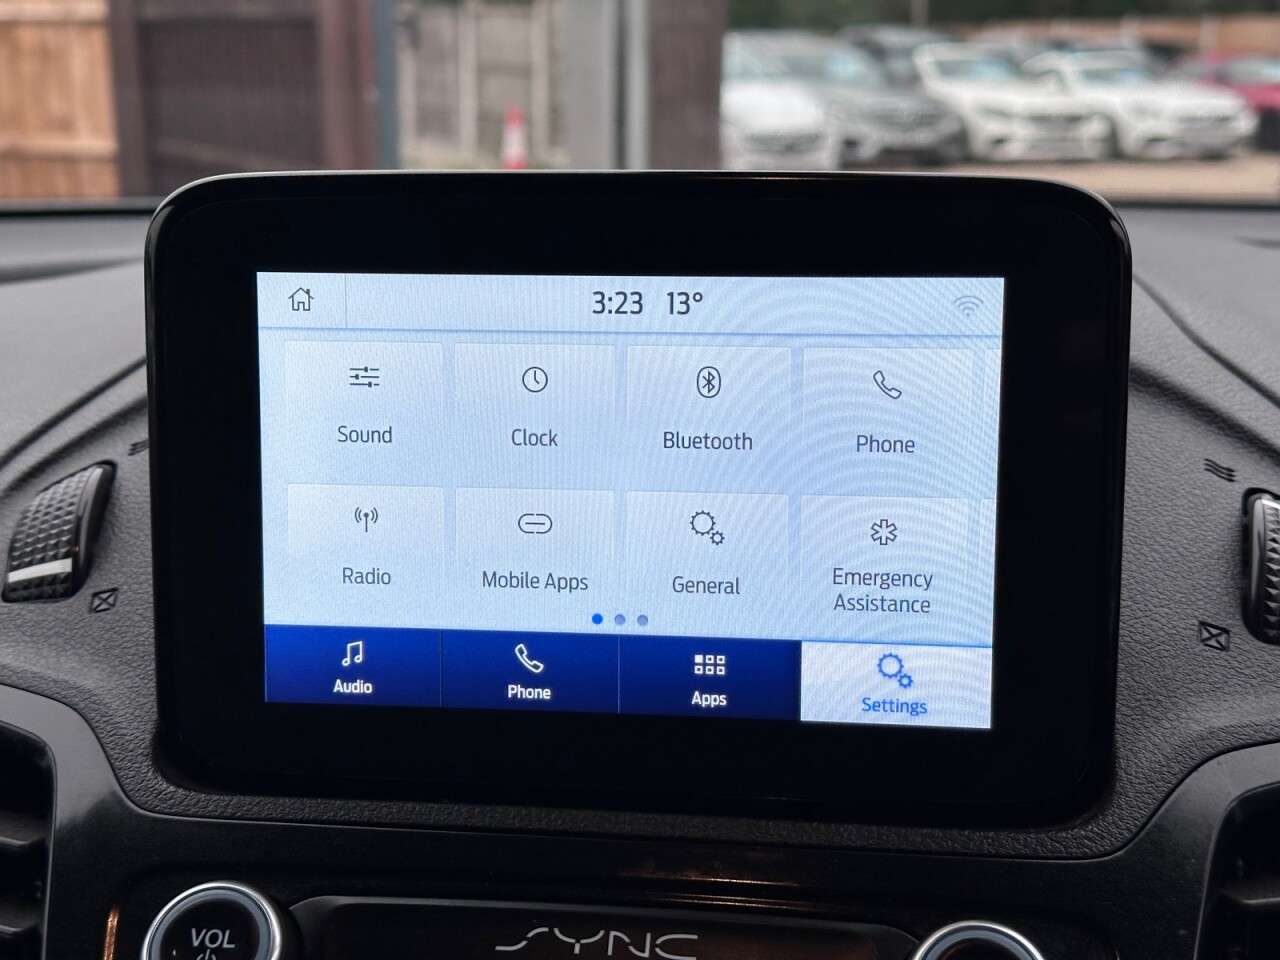 3:23 13°
Sound Clock Bluetooth Phone
Radio Mobile Apps General Emergency
Assistance
Audio Phone Apps Settings
VOL
SYNC